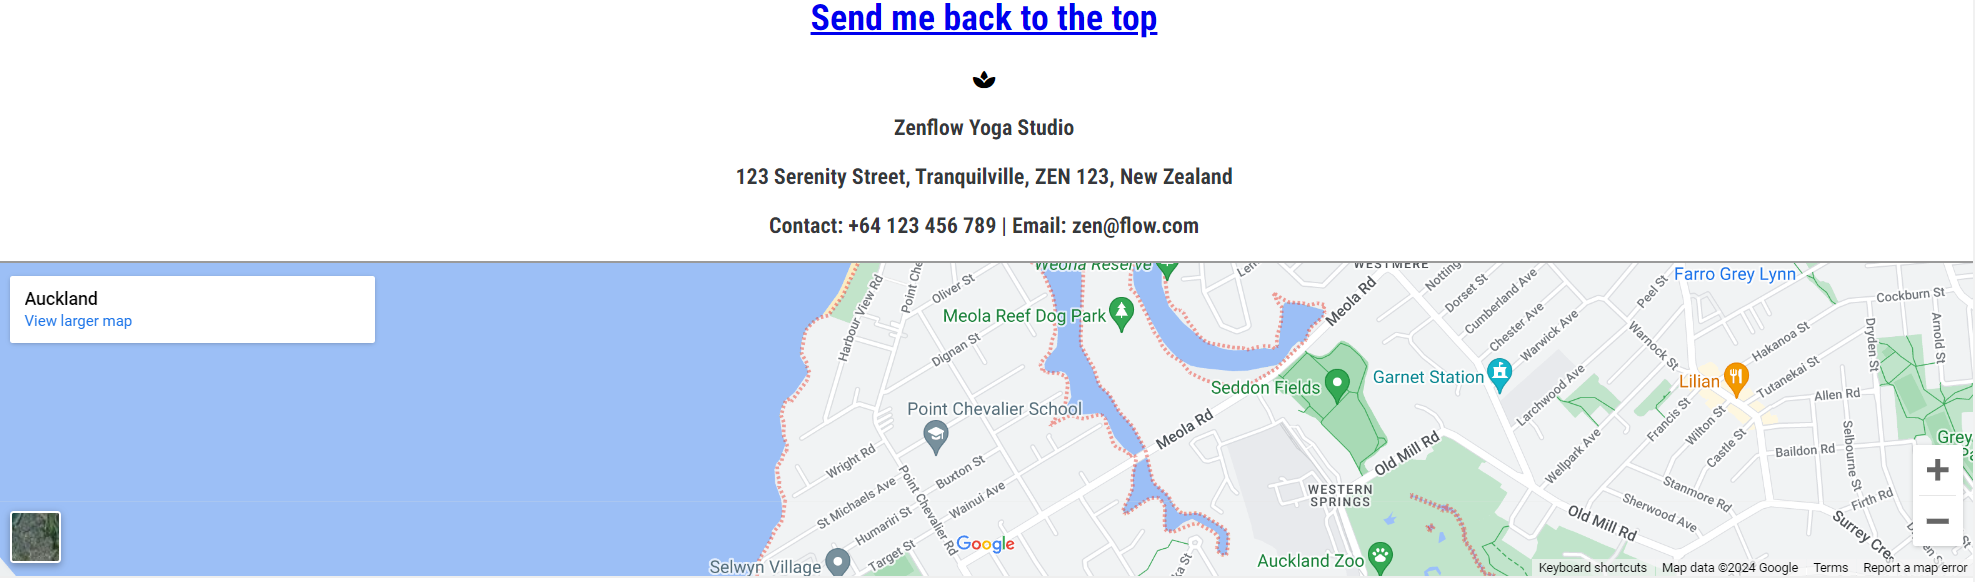 Send me back to the top
Zenflow Yoga Studio
123 Serenity Street, Tranquilville, ZEN 123, New Zealand
Contact: +64 123 456 789 | Email: zen@flow.com
Auckland
View larger map
Weona Reserve
WESTMERE
Farro Grey Lynn
Harbour View Rd
Oliver St
Meola Reef Dog Park
Meola Rd
Dorset St
Cumberland Ave
Chester Ave
Warwick Ave
Peel St
Warnock St
Cockburn St
Arnold St
Dryden St
Hakanoa St
Tutanekai St
Dignan St
Seddon Fields
Garnet Station
Lilian
Allen Rd
Point Chevalier School
Meola Rd
Larchwood Ave
Francis St
Wilton St
Castle St
Selbourne St
Baildon Rd
Grey
Wright Rd
Buxton St
Old Mill Rd
Wellpark Ave
St Michaels Ave
Point Chevalier Rd
Wainui Ave
WESTERN
SPRINGS
Stanmore Rd
Sherwood Ave
Firth Rd
Humariri St
Old Mill Rd
Surrey Cres
Target St
Google
Selwyn Village
Auckland Zoo
Keyboard shortcuts
Map data ©2024 Google
Terms
Report a map error